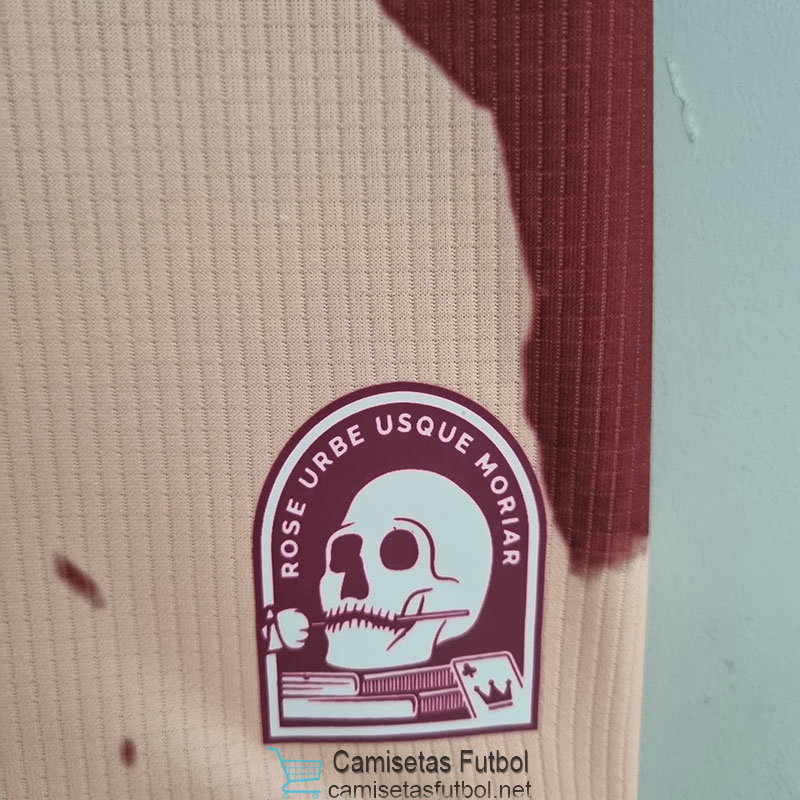 ROSE URBE USQUE MORIAR
Camisetas Futbol
camisetasfutbol.net